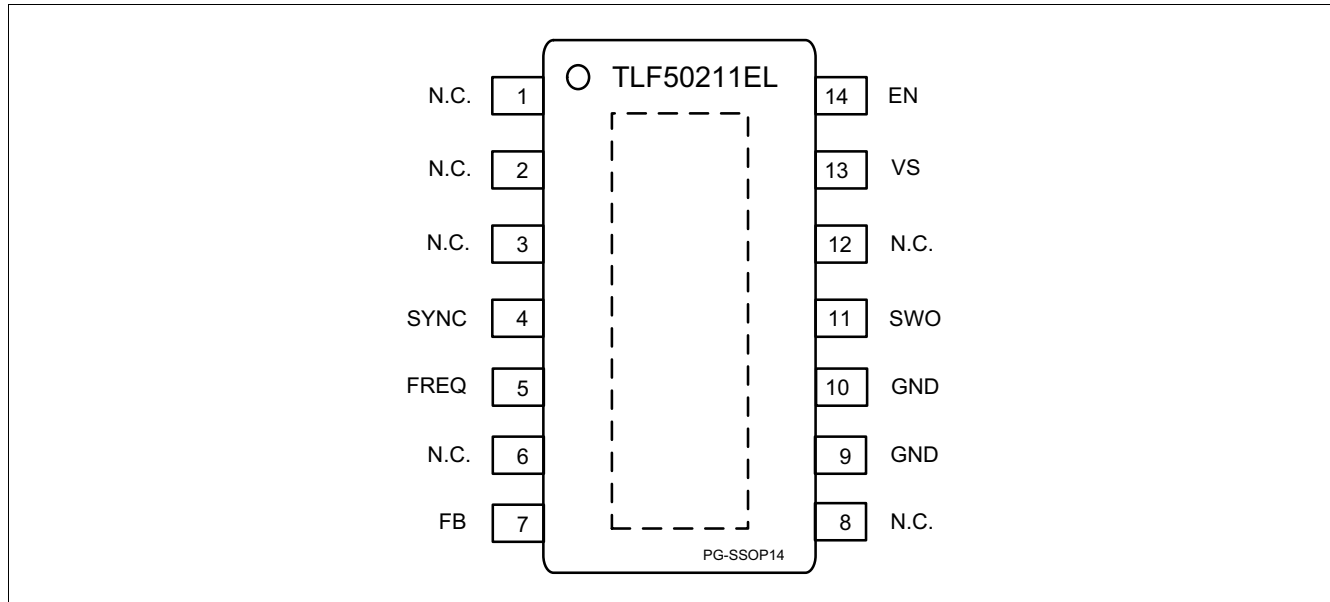 TLF50211EL
N.C. 1 14 EN
N.C. 2 13 VS
N.C. 3 12 N.C.
SYNC 4 11 SWO
FREQ 5 10 GND
N.C. 6 9 GND
FB 7 8 N.C.
PG-SSOP14